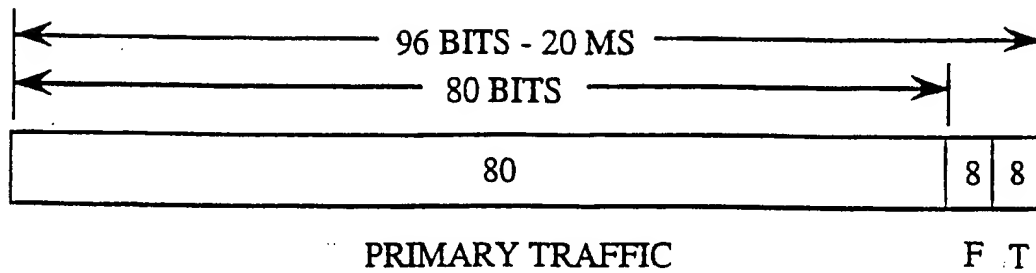 96 BITS - 20 MS
80 BITS
80 8 8
PRIMARY TRAFFIC F T